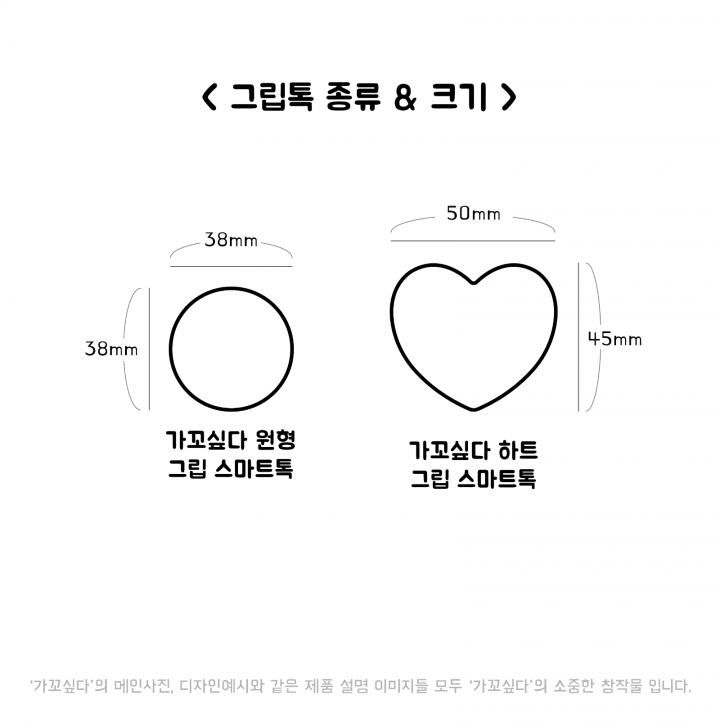 < 그립톡 종류 & 크기 >
50mm
38mm
38mm
45mm
가꼬싶다 원형
그립 스마트톡
가꼬싶다 하트
그립 스마트톡
‘가꼬싶다’의 메인사진, 디자인예시와 같은 제품 설명 이미지들 모두 ‘가꼬싶다’의 소중한 창작물 입니다.